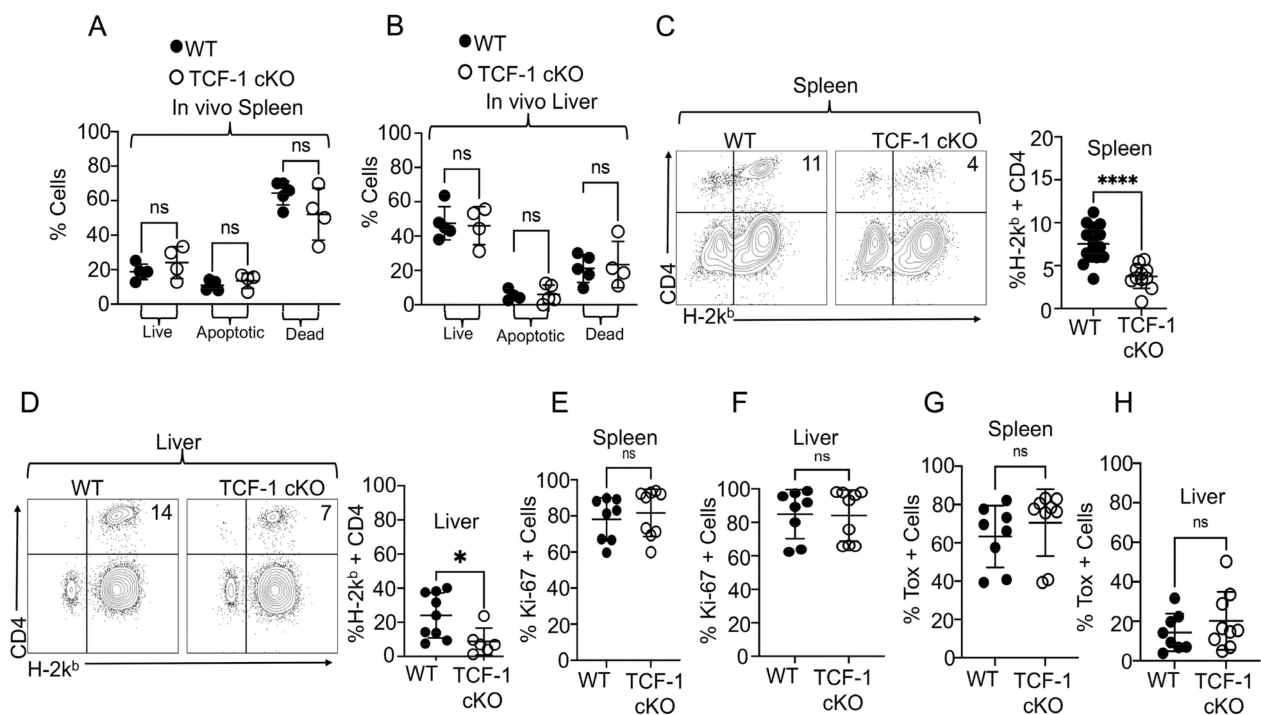 A
WT
TCF-1 cKO
In vivo Spleen
% Cells
100
80
60
40
20
0
ns
ns
ns
Live
Apoptotic
Dead
B
WT
TCF-1 cKO
In vivo Liver
% Cells
100
80
60
40
20
0
ns
ns
ns
Live
Apoptotic
Dead
C
Spleen
WT
TCF-1 cKO
11
4
CD4
H-2kᵇ
%H-2kᵇ + CD4
20
15
10
5
0
Spleen
****
WT
TCF-1
cKO
D
Liver
WT
TCF-1 cKO
14
7
CD4
H-2kᵇ
%H-2kᵇ + CD4
100
80
60
40
20
0
Liver
*
WT
TCF-1
cKO
E
Spleen
ns
% Ki-67 + Cells
100
80
60
40
20
0
WT
TCF-1
cKO
F
Liver
ns
% Ki-67 + Cells
100
80
60
40
20
0
WT
TCF-1
cKO
G
Spleen
ns
% Tox + Cells
100
80
60
40
20
0
WT
TCF-1
cKO
H
Liver
ns
% Tox + Cells
100
80
60
40
20
0
WT
TCF-1
cKO